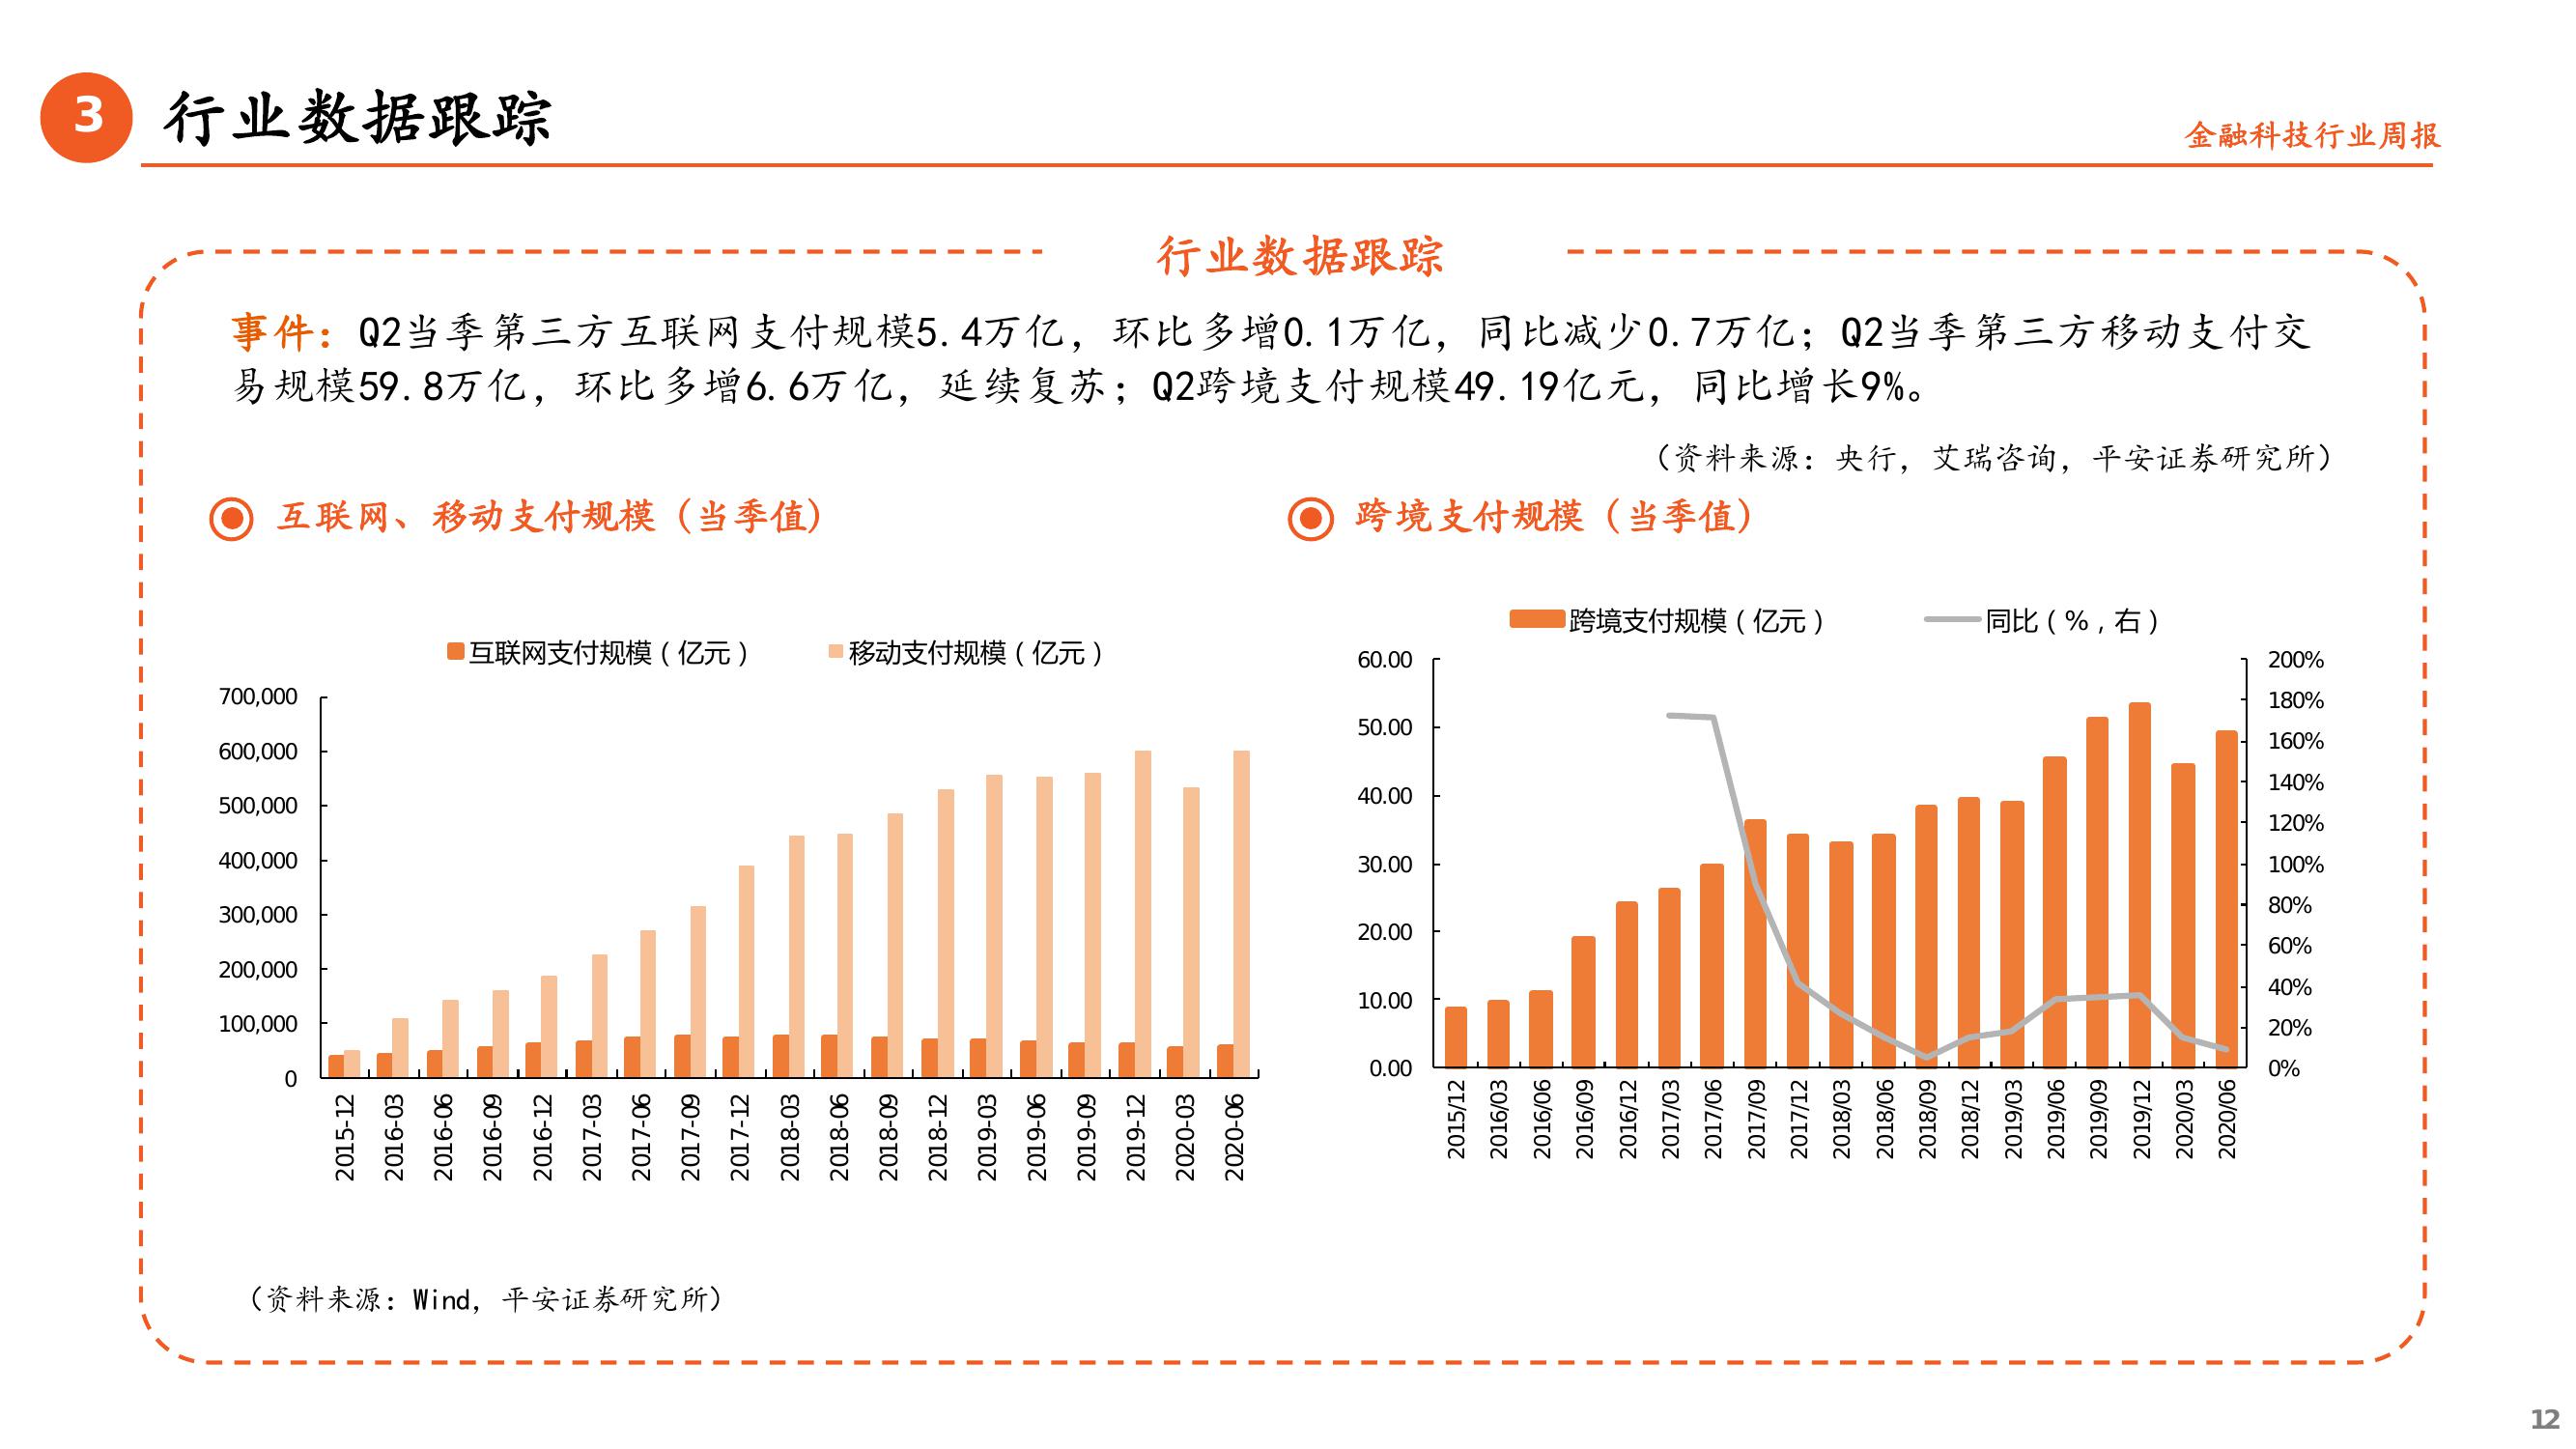 3
行业数据跟踪
金融科技行业周报
行业数据跟踪
事件：Q2当季第三方互联网支付规模5.4万亿，环比多增0.1万亿，同比减少0.7万亿；Q2当季第三方移动支付交
易规模59.8万亿，环比多增6.6万亿，延续复苏；Q2跨境支付规模49.19亿元，同比增长9%。
（资料来源：央行，艾瑞咨询，平安证券研究所）
互联网、移动支付规模（当季值）
互联网支付规模（亿元） 移动支付规模（亿元）
700,000
600,000
500,000
400,000
300,000
200,000
100,000
0
2015-12 2016-03 2016-06 2016-09 2016-12 2017-03 2017-06 2017-09 2017-12 2018-03 2018-06 2018-09 2018-12 2019-03 2019-06 2019-09 2019-12 2020-03 2020-06
跨境支付规模（当季值）
跨境支付规模（亿元） 同比（%，右）
60.00
50.00
40.00
30.00
20.00
10.00
0.00
200%
180%
160%
140%
120%
100%
80%
60%
40%
20%
0%
2015/12 2016/03 2016/06 2016/09 2016/12 2017/03 2017/06 2017/09 2017/12 2018/03 2018/06 2018/09 2018/12 2019/03 2019/06 2019/09 2019/12 2020/03 2020/06
（资料来源：Wind，平安证券研究所）
12